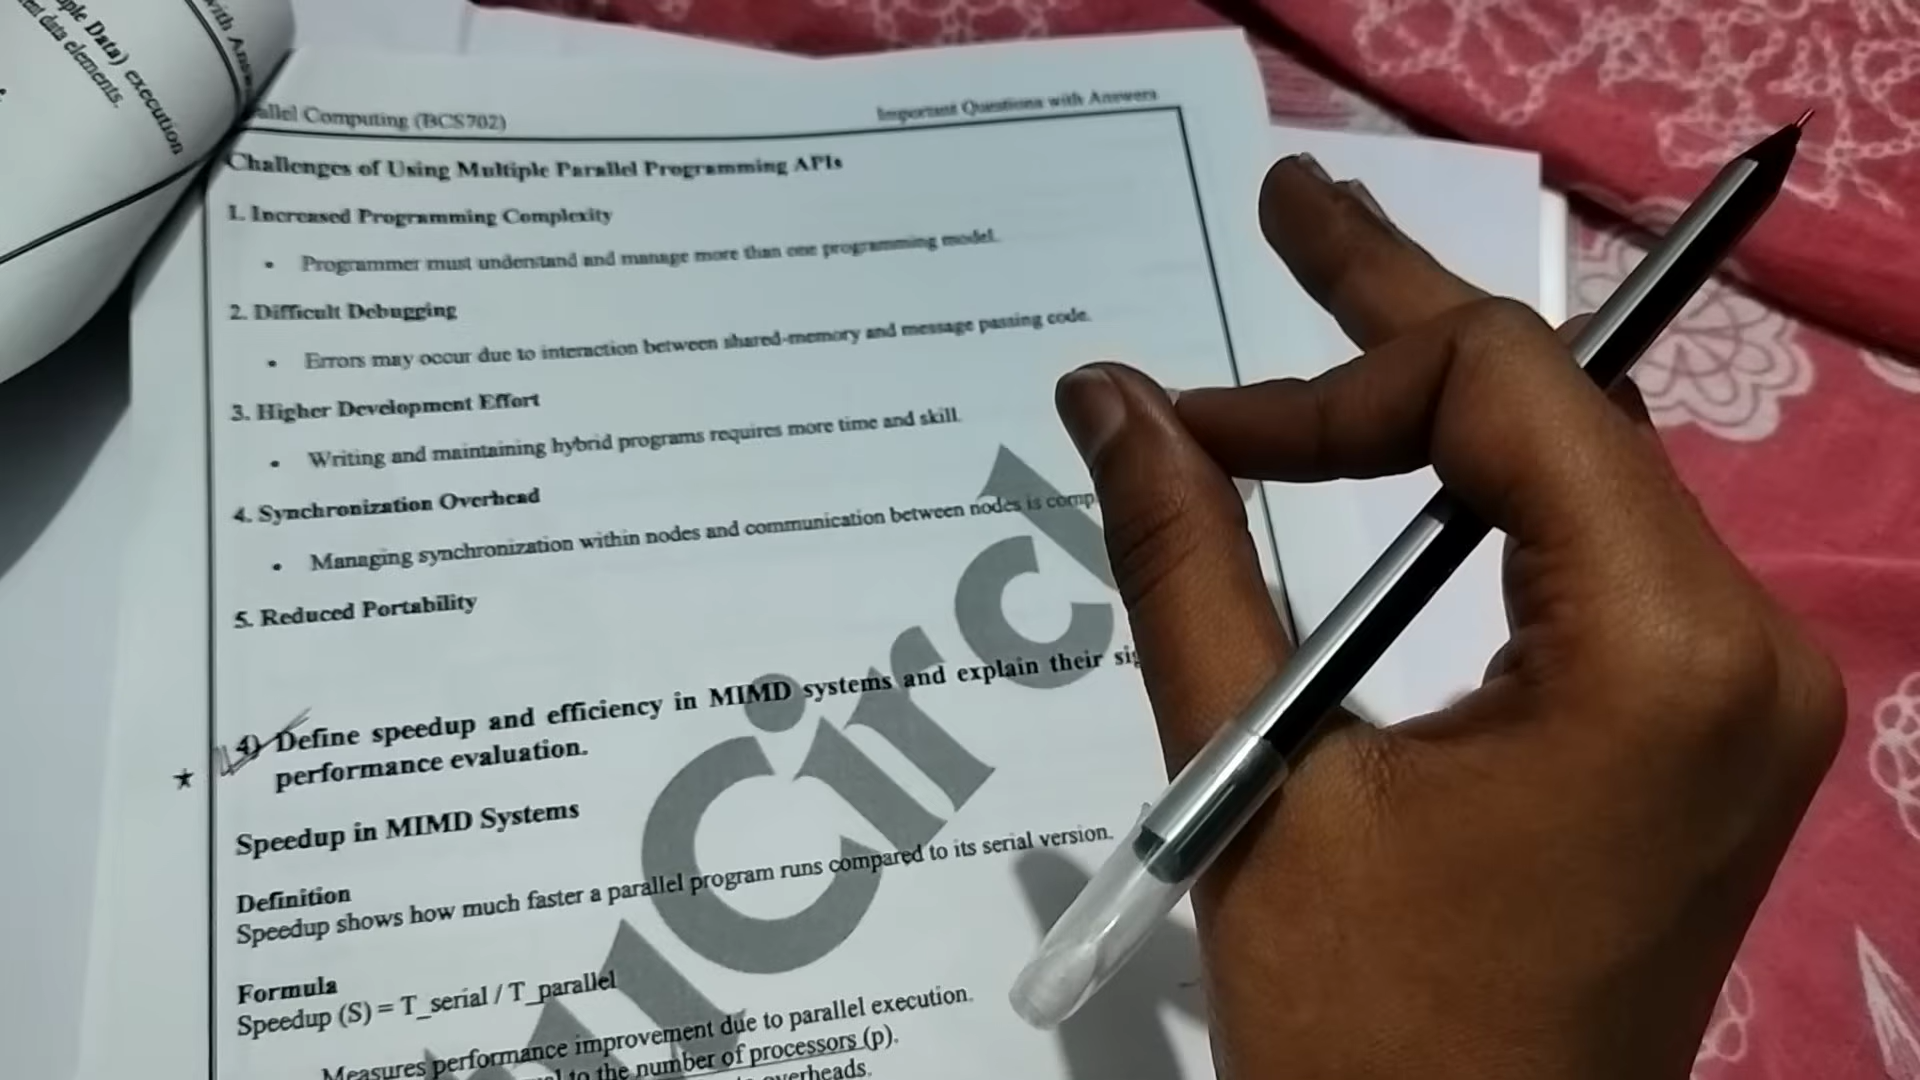 ple Data) execution
data elements.
with Answ
allel Computing (BCS702)
Important Questions with Answers
Challenges of Using Multiple Parallel Programming APIs
1. Increased Programming Complexity
• Programmer must understand and manage more than one programming model.
2. Difficult Debugging
• Errors may occur due to interaction between shared-memory and message passing code.
3. Higher Development Effort
• Writing and maintaining hybrid programs requires more time and skill.
4. Synchronization Overhead
• Managing synchronization within nodes and communication between nodes is comp
5. Reduced Portability
4) Define speedup and efficiency in MIMD systems and explain their sig
performance evaluation.
Speedup in MIMD Systems
Definition
Speedup shows how much faster a parallel program runs compared to its serial version.
Formula
Speedup (S) = T_serial / T_parallel
Measures performance improvement due to parallel execution.
to the number of processors (p).
overheads.
Circl